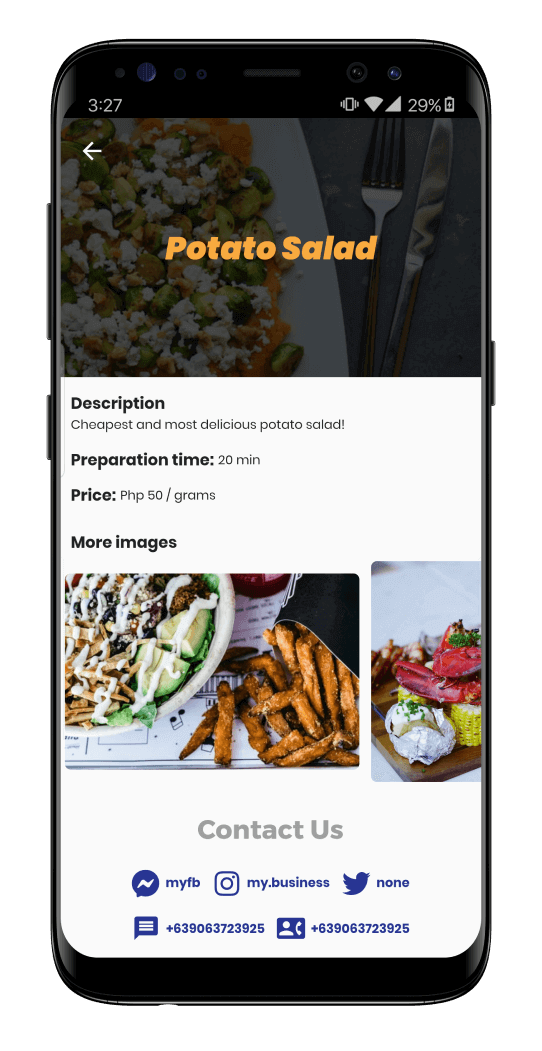 3:27 29%
Potato Salad
Description
Cheapest and most delicious potato salad!
Preparation time: 20 min
Price: Php 50 / grams
More images
Contact Us
myfb my.business none
+639063723925 +639063723925